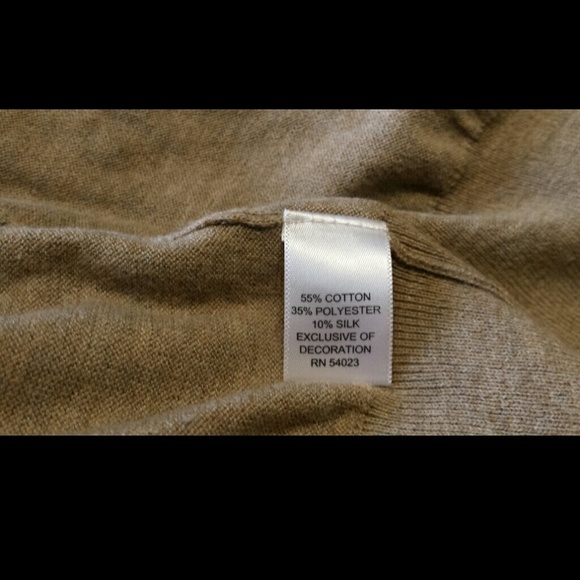 55% COTTON
35% POLYESTER
10% SILK
EXCLUSIVE OF
DECORATION
RN 54023